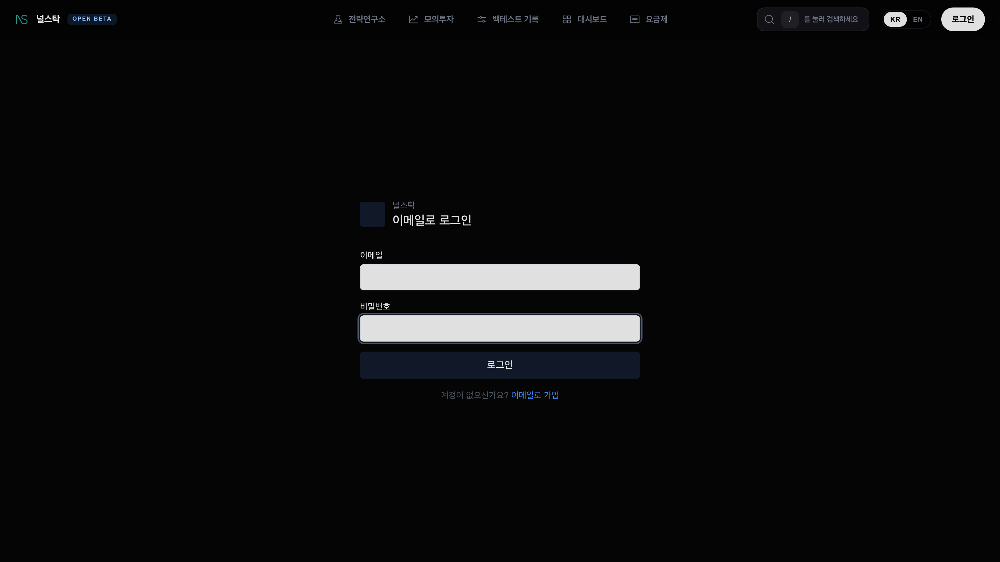 널스탁 OPEN BETA 전략연구소 모의투자 백테스트 기록 대시보드 요금제 / 를 눌러 검색하세요 KR EN 로그인
널스탁
이메일로 로그인
이메일
비밀번호
로그인
계정이 없으신가요? 이메일로 가입